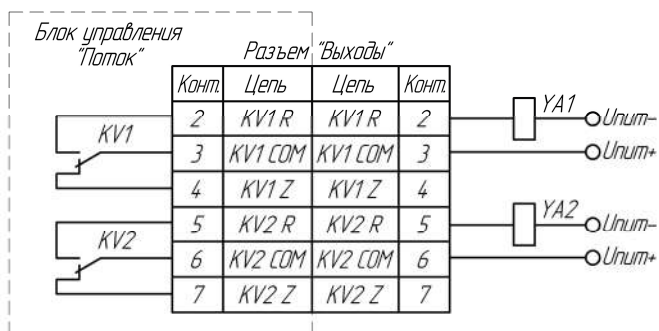 Блок управления
"Поток"
Разъем "Выходы"
Конт. Цепь Цепь Конт.
2 KV1 R KV1 R 2
3 KV1 COM KV1 COM 3
4 KV1 Z KV1 Z 4
5 KV2 R KV2 R 5
6 KV2 COM KV2 COM 6
7 KV2 Z KV2 Z 7
KV1
KV2
YA1
Uпит-
Uпит+
YA2
Uпит-
Uпит+